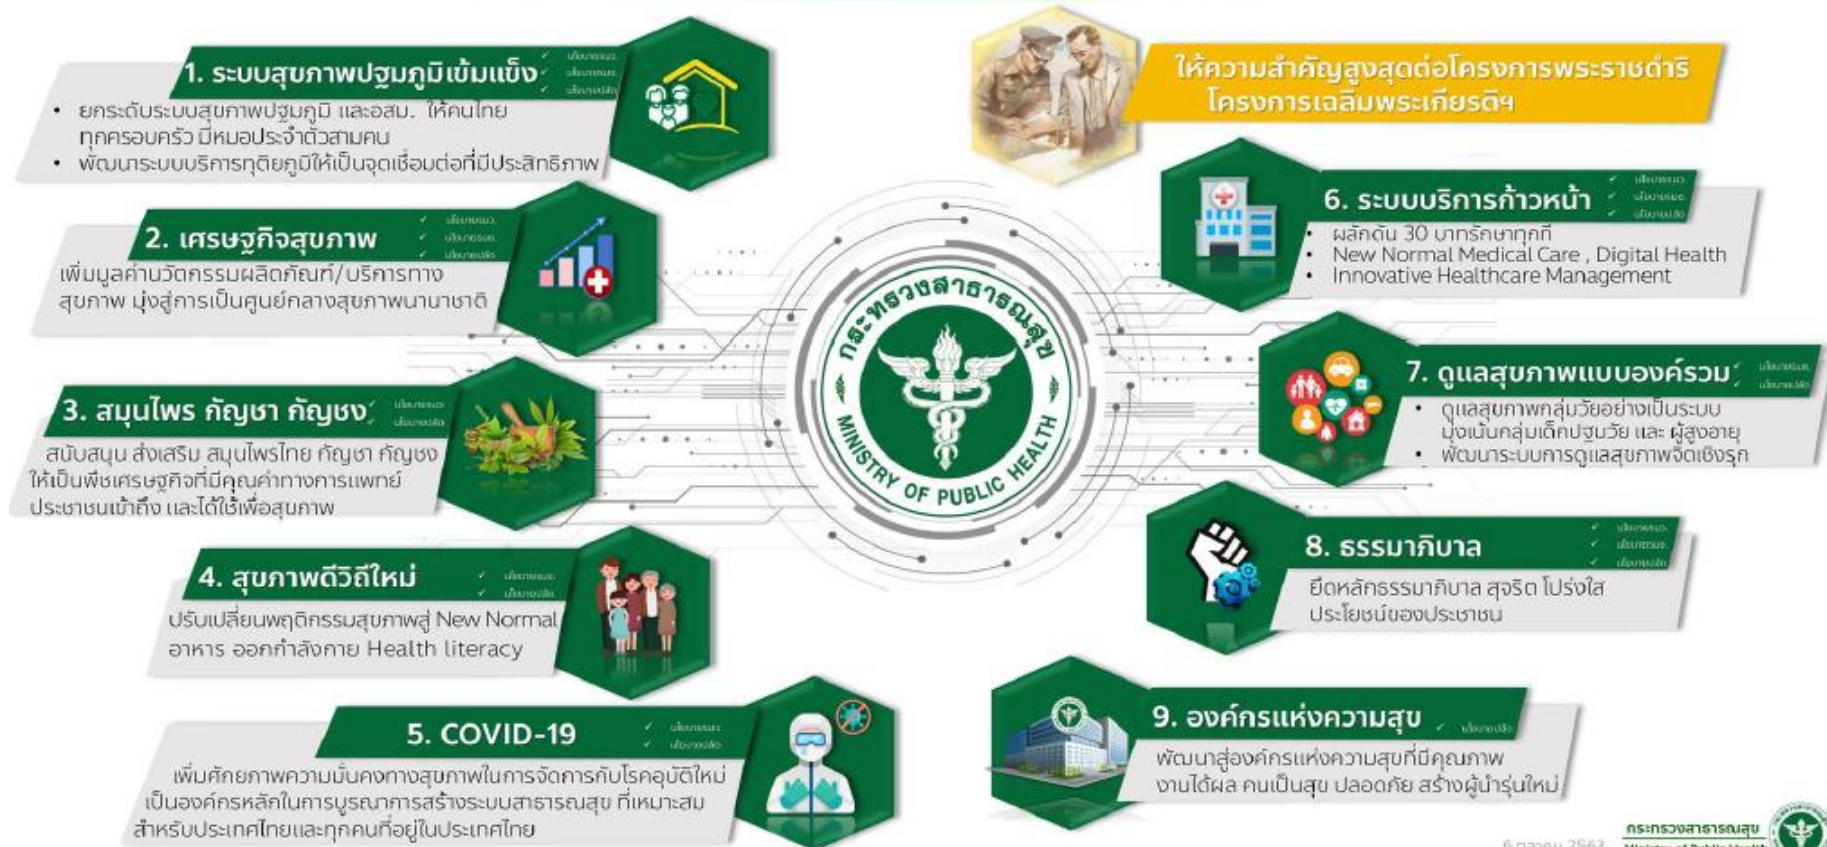 ให้ความสำคัญสูงสุดต่อโครงการพระราชดำริ
โครงการเฉลิมพระเกียรติฯ
1. ระบบสุขภาพปฐมภูมิเข้มแข็ง
• ยกระดับระบบสุขภาพปฐมภูมิ และอสม. ให้คนไทย
ทุกครอบครัว มีหมอประจำตัวสามคน
• พัฒนาระบบบริการทุติยภูมิให้เป็นจุดเชื่อมต่อที่มีประสิทธิภาพ
2. เศรษฐกิจสุขภาพ
เพิ่มมูลค่านวัตกรรมผลิตภัณฑ์/บริการทาง
สุขภาพ มุ่งสู่การเป็นศูนย์กลางสุขภาพนานาชาติ
3. สมุนไพร กัญชา กัญชง
สนับสนุน ส่งเสริม สมุนไพรไทย กัญชา กัญชง
ให้เป็นพืชเศรษฐกิจที่มีคุณค่าทางการแพทย์
ประชาชนเข้าถึง และได้ใช้เพื่อสุขภาพ
4. สุขภาพดีวิถีใหม่
ปรับเปลี่ยนพฤติกรรมสุขภาพสู่ New Normal
อาหาร ออกกำลังกาย Health literacy
5. COVID-19
เพิ่มศักยภาพความมั่นคงทางสุขภาพในการจัดการกับโรคอุบัติใหม่
เป็นองค์กรหลักในการบูรณาการสร้างระบบสาธารณสุข ที่เหมาะสม
สำหรับประเทศไทยและทุกคนที่อยู่ในประเทศไทย
กระทรวงสาธารณสุข
MINISTRY OF PUBLIC HEALTH
6. ระบบบริการก้าวหน้า
• ผลักดัน 30 บาทรักษาทุกที่
• New Normal Medical Care , Digital Health
• Innovative Healthcare Management
7. ดูแลสุขภาพแบบองค์รวม
• ดูแลสุขภาพกลุ่มวัยอย่างเป็นระบบ
มุ่งเน้นกลุ่มเด็กปฐมวัย และ ผู้สูงอายุ
• พัฒนาระบบการดูแลสุขภาพจิตเชิงรุก
8. ธรรมาภิบาล
ยึดหลักธรรมาภิบาล สุจริต โปร่งใส
ประโยชน์ของประชาชน
9. องค์กรแห่งความสุข
พัฒนาสู่องค์กรแห่งความสุขที่มีคุณภาพ
งานได้ผล คนเป็นสุข ปลอดภัย สร้างผู้นำรุ่นใหม่
กระทรวงสาธารณสุข
Ministry of Public Health
6 ตุลาคม 2563